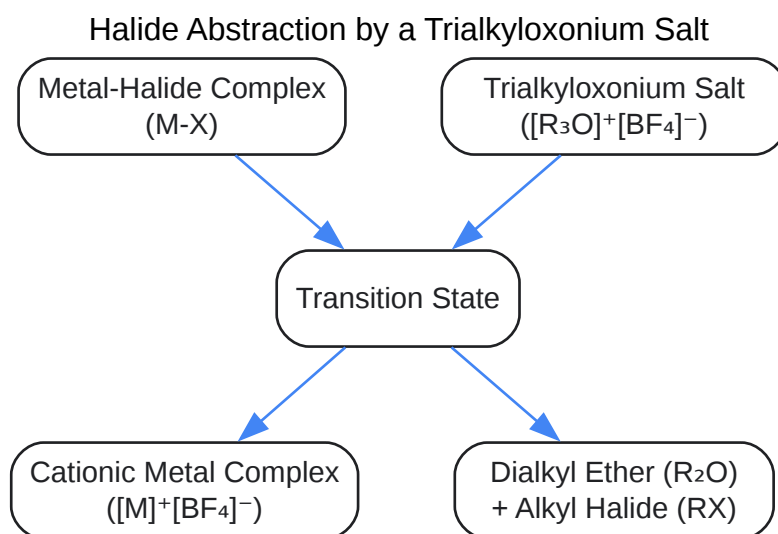 Halide Abstraction by a Trialkyloxonium Salt
Metal-Halide Complex
(M-X)
Trialkyloxonium Salt
([R₃O]⁺[BF₄]⁻)
Transition State
Cationic Metal Complex
([M]⁺[BF₄]⁻)
Dialkyl Ether (R₂O)
+ Alkyl Halide (RX)